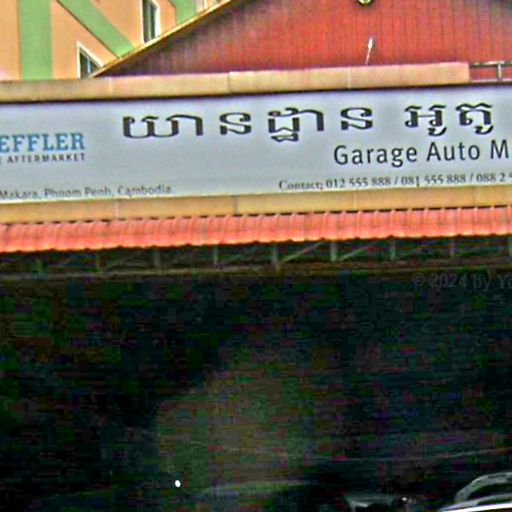 យានដ្ឋាន អូតូ
EFFLER
AFTERMARKET
Garage Auto M
Contact; 012 555 888 / 081 555 888 / 088 2
Makara, Phnom Penh, Cambodia.
© 2024 by